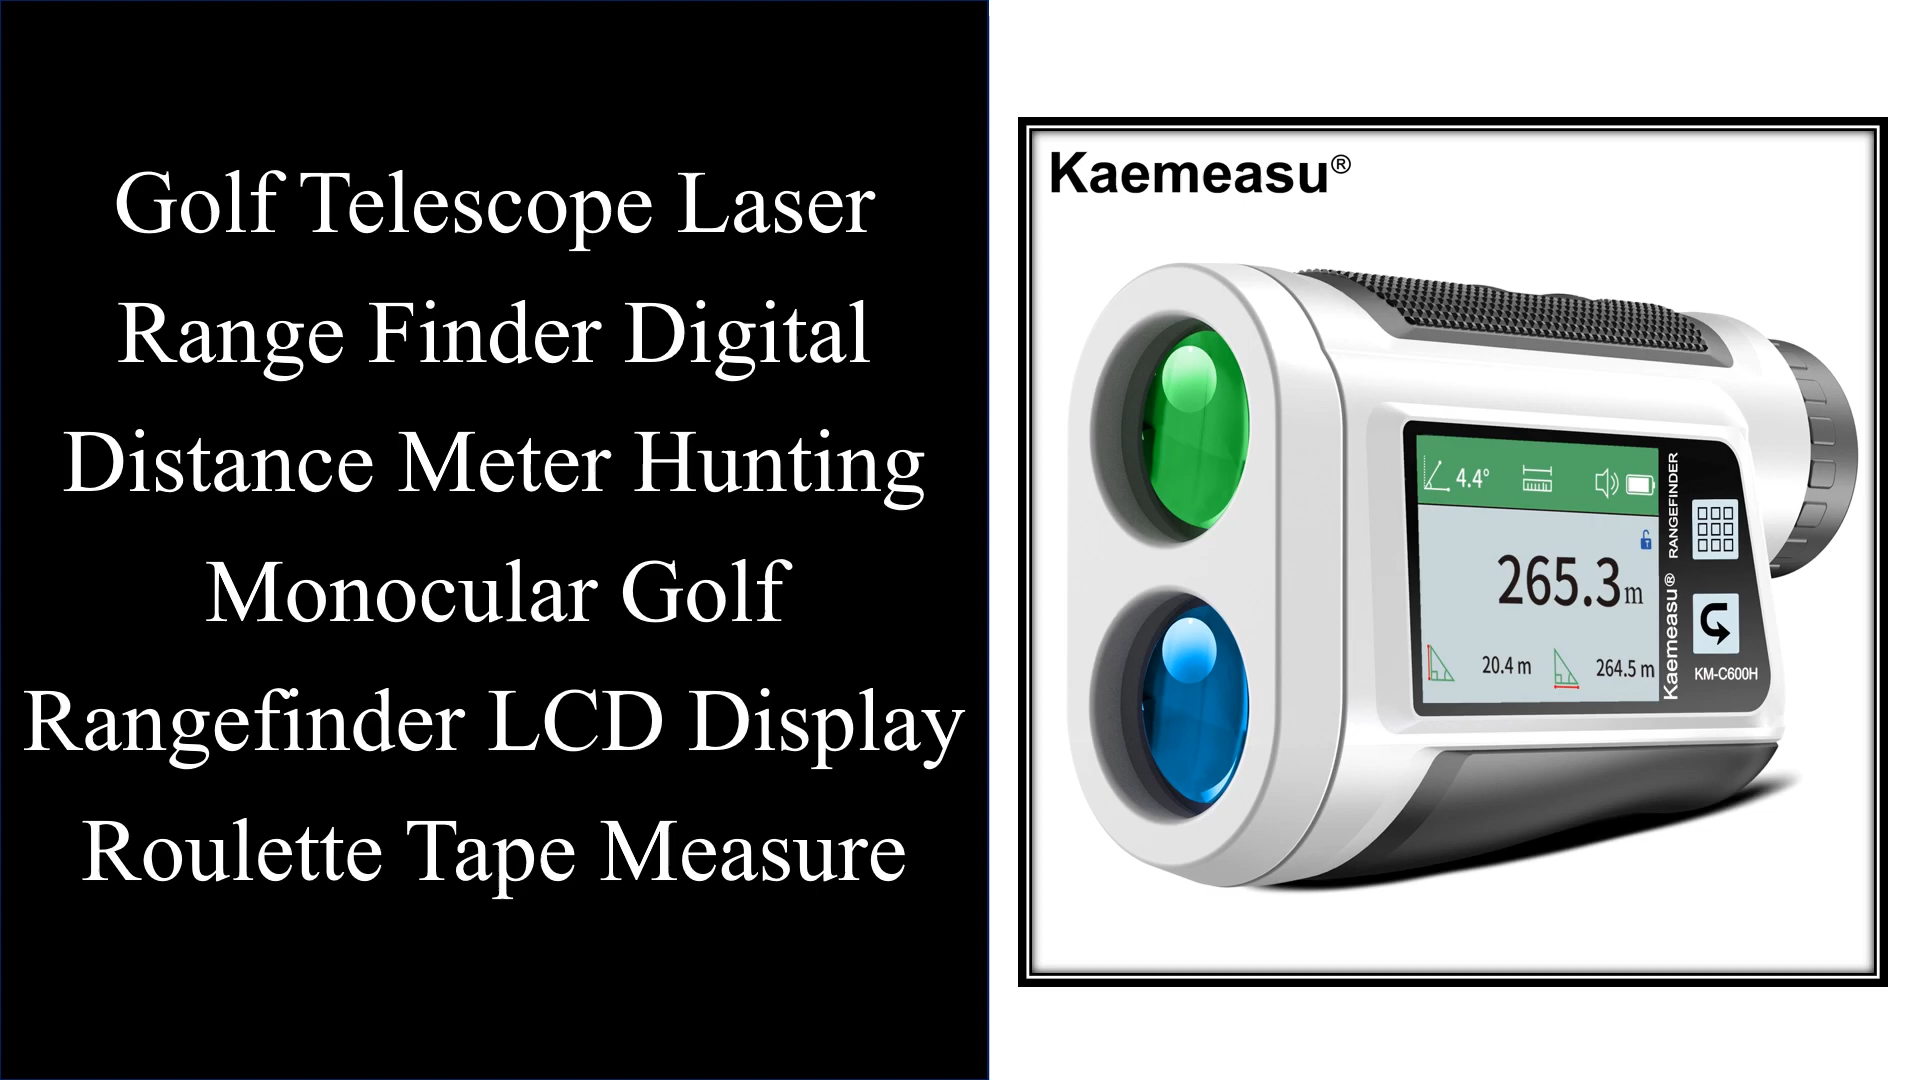 Golf Telescope Laser
Range Finder Digital
Distance Meter Hunting
Monocular Golf
Rangefinder LCD Display
Roulette Tape Measure
Kaemeasu®
4.4°
265.3m
20.4 m
264.5 m
Kaemeasu® RANGEFINDER
KM-C600H